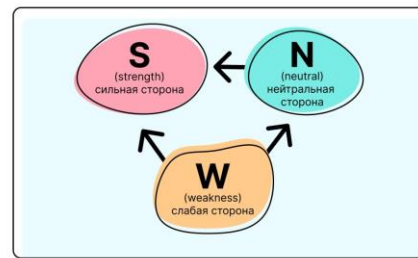 S
(strength)
сильная сторона
N
(neutral)
нейтральная
сторона
W
(weakness)
слабая сторона